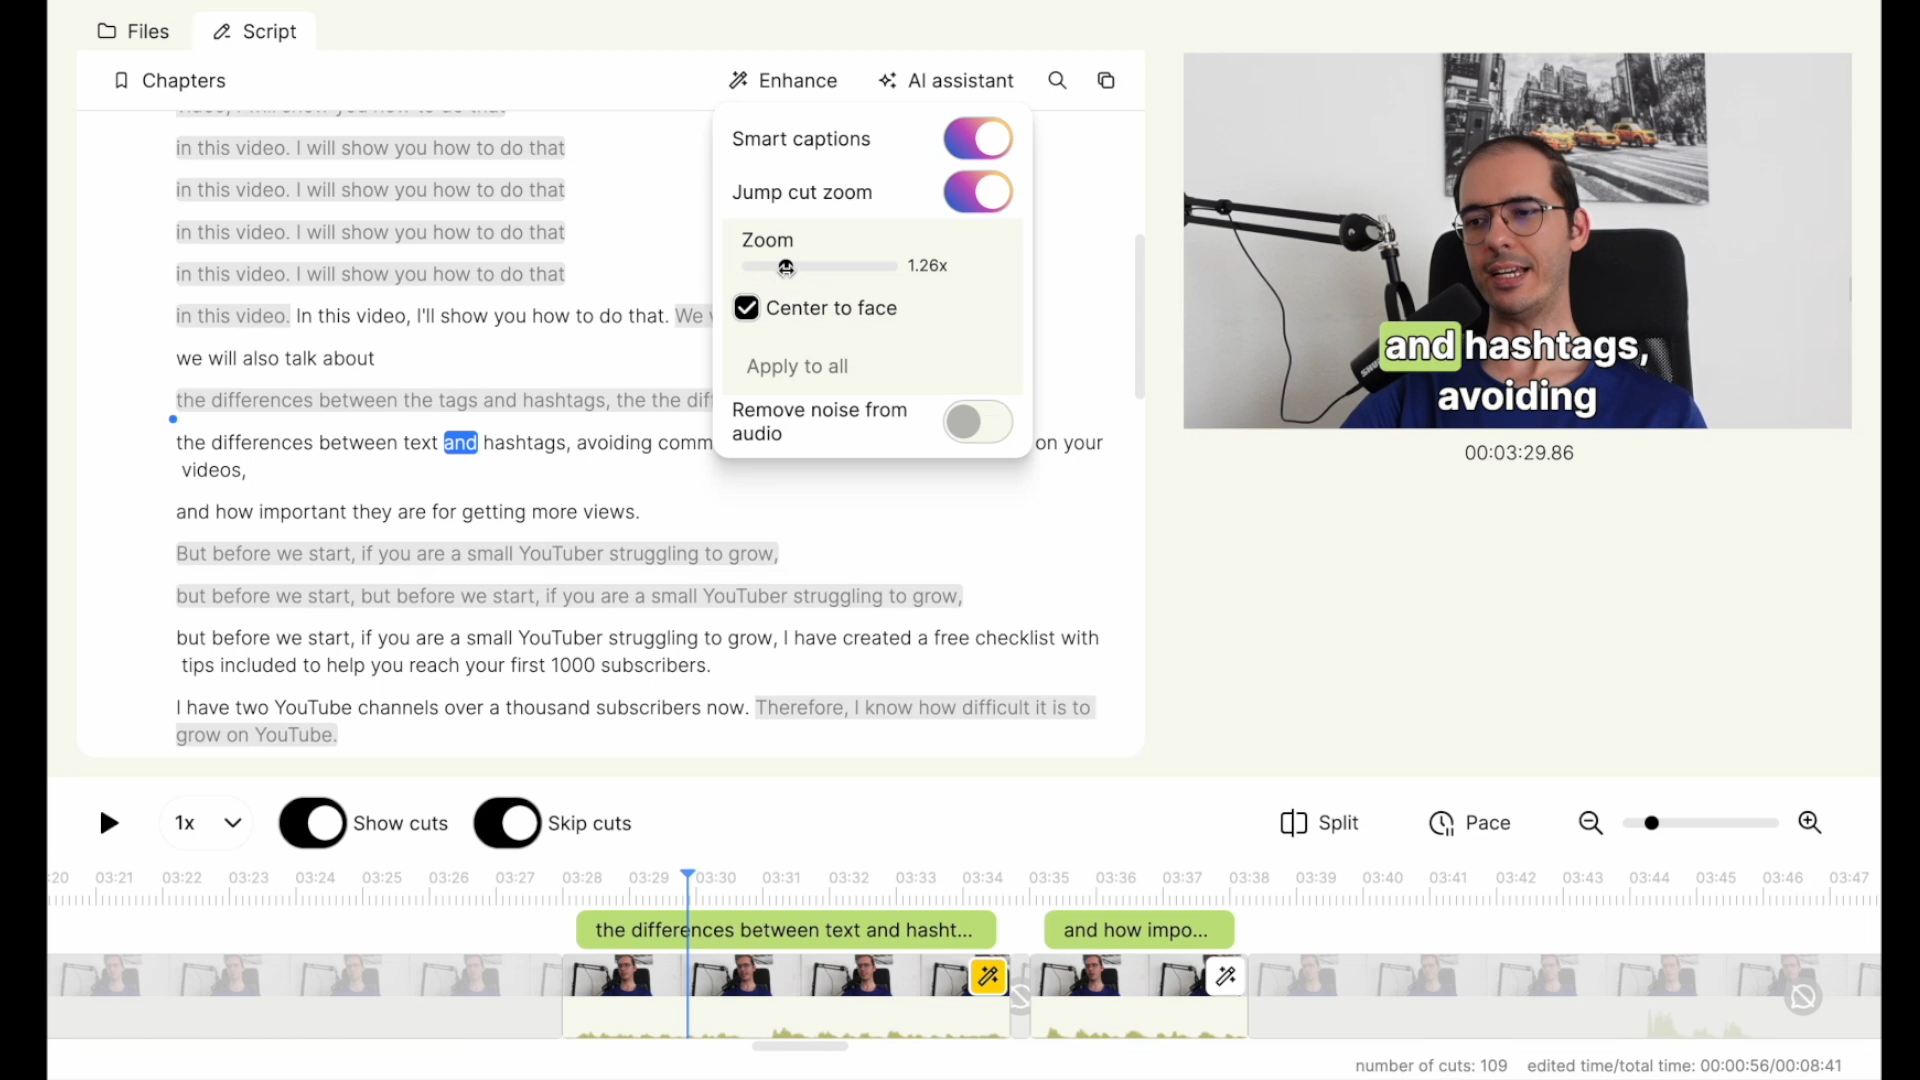 Files
Script
Chapters
Enhance
AI assistant
video, I will show you how to do that
in this video. I will show you how to do that
in this video. I will show you how to do that
in this video. I will show you how to do that
in this video. I will show you how to do that
in this video. In this video, I'll show you how to do that. We
we will also talk about
the differences between the tags and hashtags, the the
the differences between text and hashtags, avoiding on your
videos,
and how important they are for getting more views.
But before we start, if you are a small YouTuber struggling to grow,
but before we start, but before we start, if you are a small YouTuber struggling to grow,
but before we start, if you are a small YouTuber struggling to grow, I have created a free checklist with
tips included to help you reach your first 1000 subscribers.
I have two YouTube channels over a thousand subscribers now. Therefore, I know how difficult it is to
grow on YouTube.
Smart captions
Jump cut zoom
Zoom
1.26x
Center to face
Apply to all
Remove noise from
audio
and hashtags,
avoiding
00:03:29.86
1x
Show cuts
Skip cuts
Split
Pace
:20 03:21 03:22 03:23 03:24 03:25 03:26 03:27 03:28 03:29 03:30 03:31 03:32 03:33 03:34 03:35 03:36 03:37 03:38 03:39 03:40 03:41 03:42 03:43 03:44 03:45 03:46 03:47
the differences between text and hasht...
and how impo...
number of cuts: 109 edited time/total time: 00:00:56/00:08:41